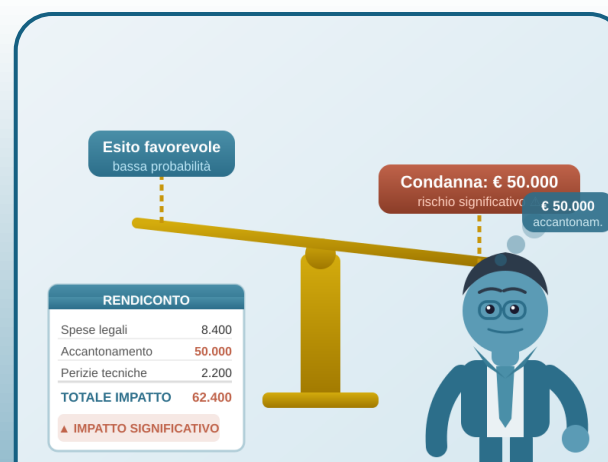 Esito favorevole
bassa probabilità
Condanna: € 50.000
rischio significativo
€ 50.000
accantonam.
RENDICONTO
Spese legali 8.400
Accantonamento 50.000
Perizie tecniche 2.200
TOTALE IMPATTO 62.400
▲ IMPATTO SIGNIFICATIVO